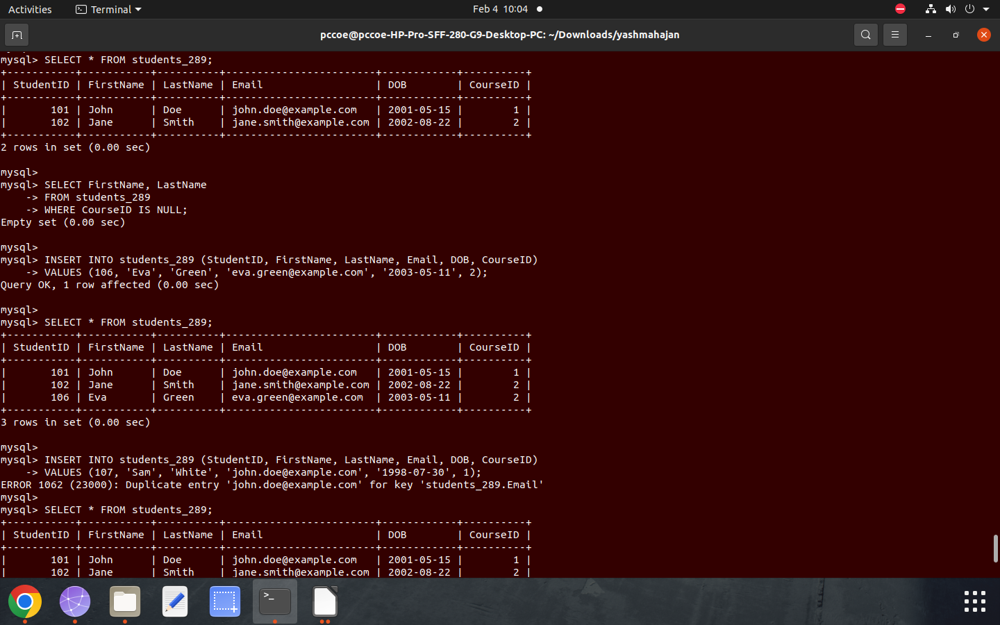 Activities
Terminal
Feb 4 10:04
pccoe@pccoe-HP-Pro-SFF-280-G9-Desktop-PC: ~/Downloads/yashmahajan
mysql> SELECT * FROM students_289;
+-----------+-----------+----------+------------------------+------------+----------+
| StudentID | FirstName | LastName | Email                  | DOB        | CourseID |
+-----------+-----------+----------+------------------------+------------+----------+
|       101 | John      | Doe      | john.doe@example.com   | 2001-05-15 |        1 |
|       102 | Jane      | Smith    | jane.smith@example.com | 2002-08-22 |        2 |
+-----------+-----------+----------+------------------------+------------+----------+
2 rows in set (0.00 sec)
mysql>
mysql> SELECT FirstName, LastName
    -> FROM students_289
    -> WHERE CourseID IS NULL;
Empty set (0.00 sec)
mysql>
mysql> INSERT INTO students_289 (StudentID, FirstName, LastName, Email, DOB, CourseID)
    -> VALUES (106, 'Eva', 'Green', 'eva.green@example.com', '2003-05-11', 2);
Query OK, 1 row affected (0.00 sec)
mysql>
mysql> SELECT * FROM students_289;
+-----------+-----------+----------+------------------------+------------+----------+
| StudentID | FirstName | LastName | Email                  | DOB        | CourseID |
+-----------+-----------+----------+------------------------+------------+----------+
|       101 | John      | Doe      | john.doe@example.com   | 2001-05-15 |        1 |
|       102 | Jane      | Smith    | jane.smith@example.com | 2002-08-22 |        2 |
|       106 | Eva       | Green    | eva.green@example.com  | 2003-05-11 |        2 |
+-----------+-----------+----------+------------------------+------------+----------+
3 rows in set (0.00 sec)
mysql>
mysql> INSERT INTO students_289 (StudentID, FirstName, LastName, Email, DOB, CourseID)
    -> VALUES (107, 'Sam', 'White', 'john.doe@example.com', '1998-07-30', 1);
ERROR 1062 (23000): Duplicate entry 'john.doe@example.com' for key 'students_289.Email'
mysql>
mysql> SELECT * FROM students_289;
+-----------+-----------+----------+------------------------+------------+----------+
| StudentID | FirstName | LastName | Email                  | DOB        | CourseID |
+-----------+-----------+----------+------------------------+------------+----------+
|       101 | John      | Doe      | john.doe@example.com   | 2001-05-15 |        1 |
|       102 | Jane      | Smith    | jane.smith@example.com | 2002-08-22 |        2 |